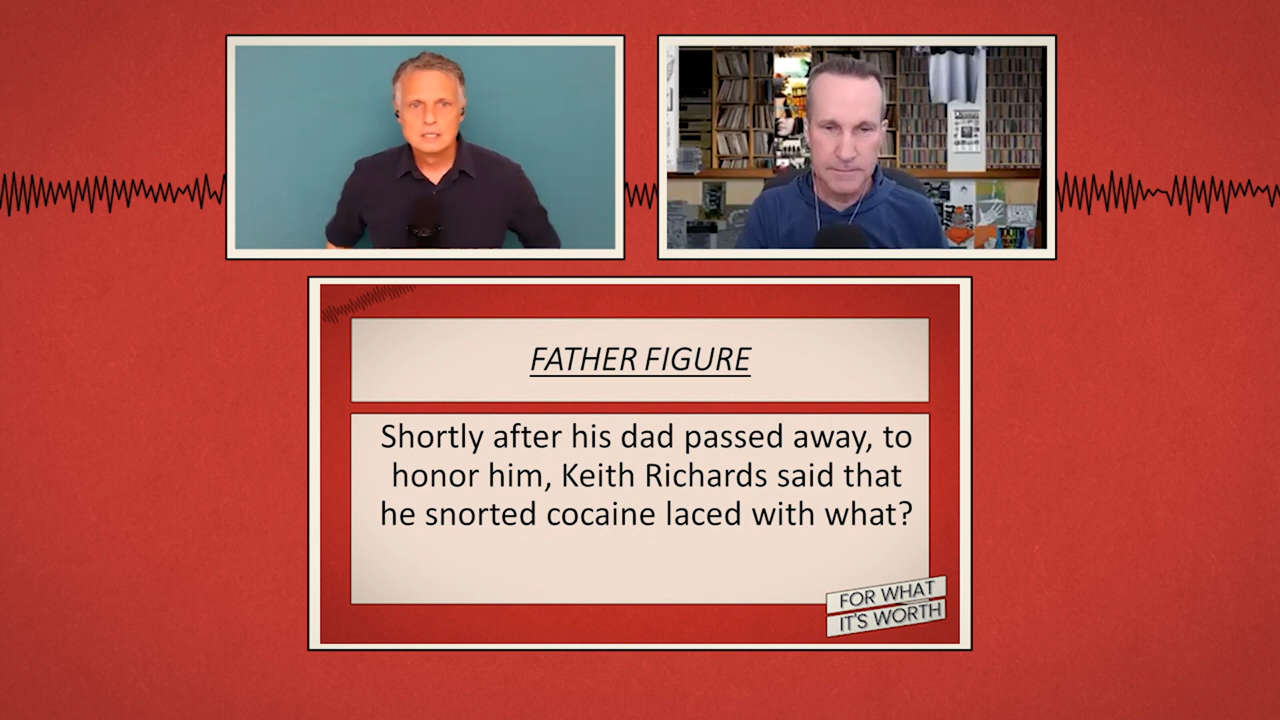 FATHER FIGURE
Shortly after his dad passed away, to
honor him, Keith Richards said that
he snorted cocaine laced with what?
FOR WHAT
IT'S WORTH
TOOTH